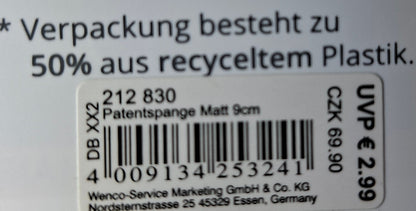 * Verpackung besteht zu
50% aus recyceltem Plastik.
DB XX2
212 830
Patentspange Matt 9cm
4 009134 253241
Wenco-Service Marketing GmbH & Co. KG
Nordsternstrasse 25 45329 Essen, Germany
CZK 69.90
UVP € 2.99